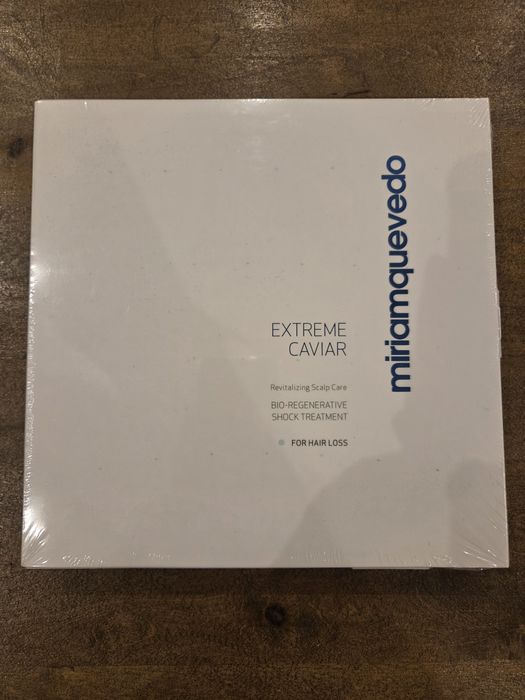 EXTREME
CAVIAR
Revitalizing Scalp Care
BIO-REGENERATIVE
SHOCK TREATMENT
FOR HAIR LOSS
miriamquevedo